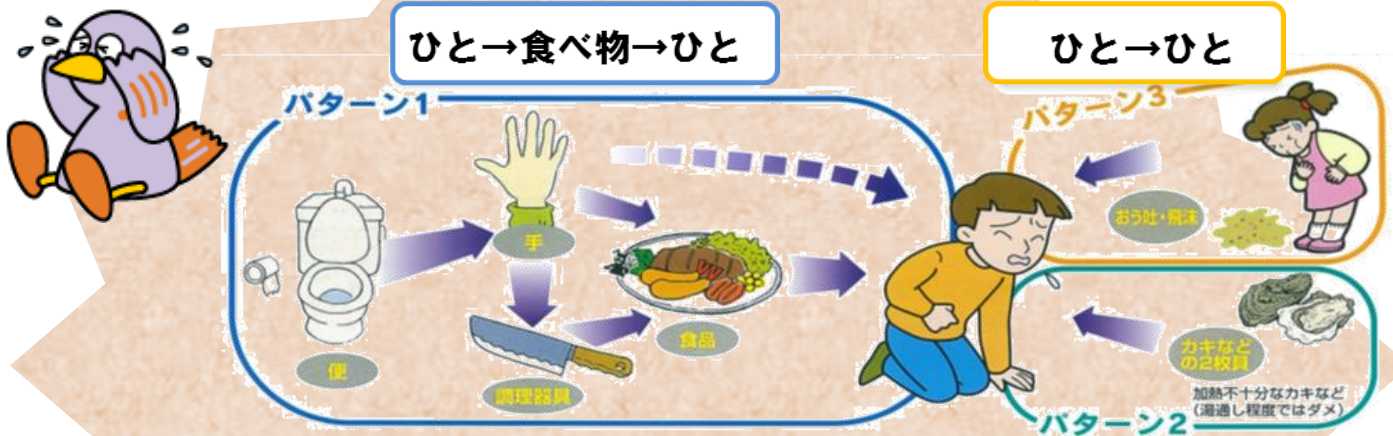 ひと→食べ物→ひと
ひと→ひと
パターン1
手
便
調理器具
食品
パターン3
おう吐・飛沫
カキなど
の2枚貝
加熱不十分なカキなど
(湯通し程度ではダメ)
パターン2